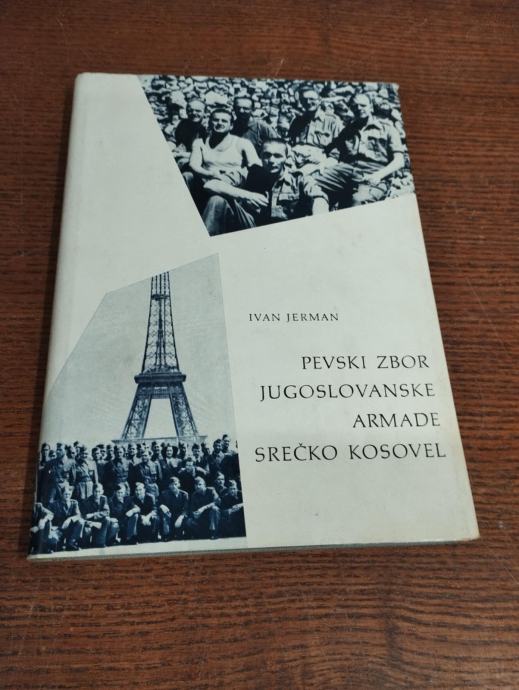 IVAN JERMAN
PEVSKI ZBOR
JUGOSLOVANSKE
ARMADE
SREČKO KOSOVEL